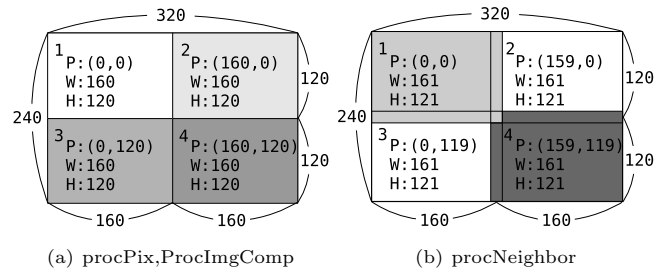 320
1
P:(0,0)
W:160
H:120
2
P:(160,0)
W:160
H:120
120
240
3
P:(0,120)
W:160
H:120
4
P:(160,120)
W:160
H:120
120
160
160
(a) procPix,ProcImgComp
320
1
P:(0,0)
W:161
H:121
2
P:(159,0)
W:161
H:121
120
240
3
P:(0,119)
W:161
H:121
4
P:(159,119)
W:161
H:121
120
160
160
(b) procNeighbor